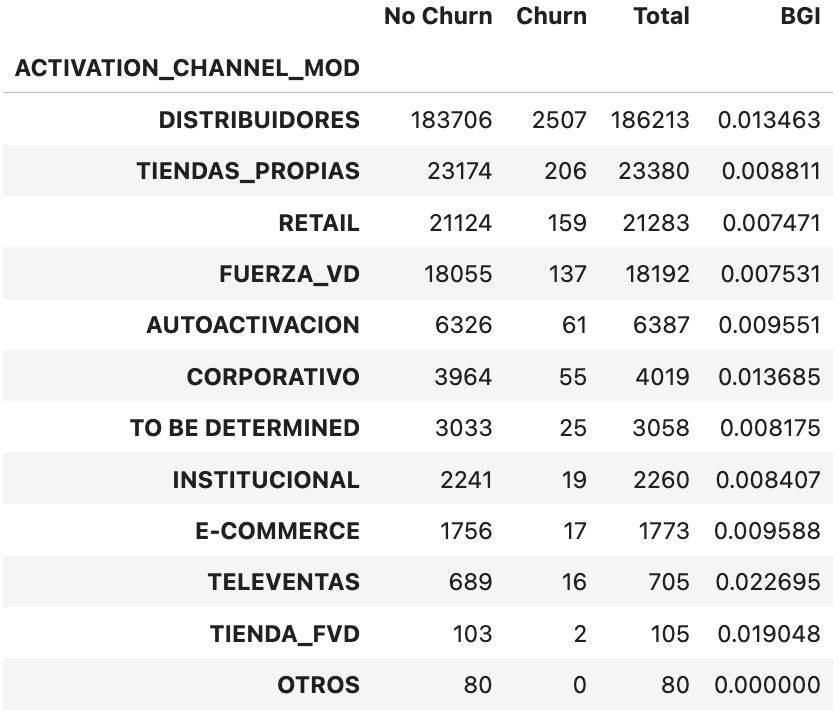 No Churn Churn Total BGI
ACTIVATION_CHANNEL_MOD
DISTRIBUIDORES 183706 2507 186213 0.013463
TIENDAS_PROPIAS 23174 206 23380 0.008811
RETAIL 21124 159 21283 0.007471
FUERZA_VD 18055 137 18192 0.007531
AUTOACTIVACION 6326 61 6387 0.009551
CORPORATIVO 3964 55 4019 0.013685
TO BE DETERMINED 3033 25 3058 0.008175
INSTITUCIONAL 2241 19 2260 0.008407
E-COMMERCE 1756 17 1773 0.009588
TELEVENTAS 689 16 705 0.022695
TIENDA_FVD 103 2 105 0.019048
OTROS 80 0 80 0.000000